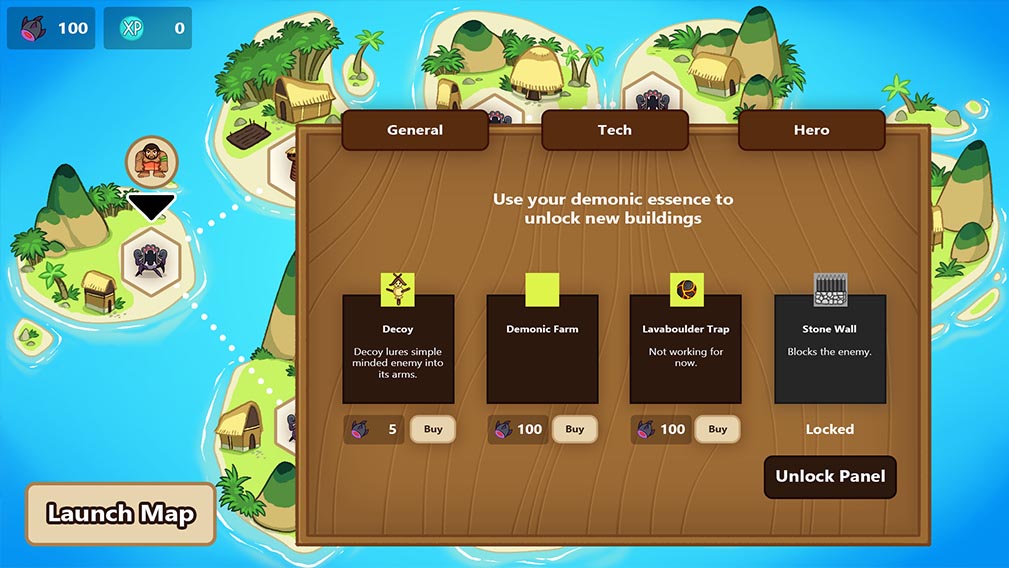 100
XP 0
General Tech Hero
Use your demonic essence to
unlock new buildings
Decoy
Decoy lures simple
minded enemy into
its arms.
5 Buy
Demonic Farm
100 Buy
Lavaboulder Trap
Not working for
now.
100 Buy
Stone Wall
Blocks the enemy.
Locked
Unlock Panel
Launch Map